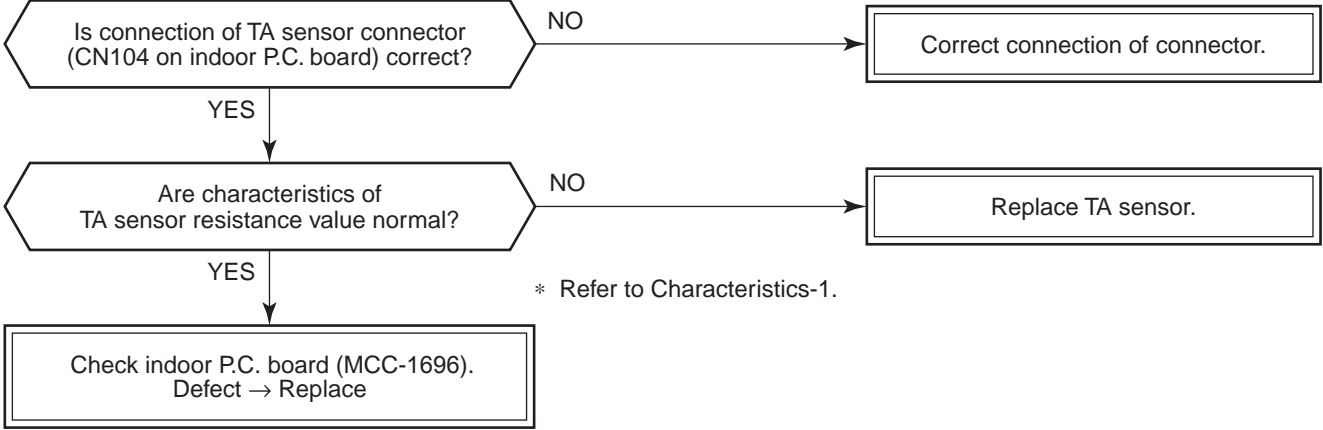 Is connection of TA sensor connector
(CN104 on indoor P.C. board) correct?
NO
Correct connection of connector.
YES
Are characteristics of
TA sensor resistance value normal?
NO
Replace TA sensor.
YES
* Refer to Characteristics-1.
Check indoor P.C. board (MCC-1696).
Defect → Replace